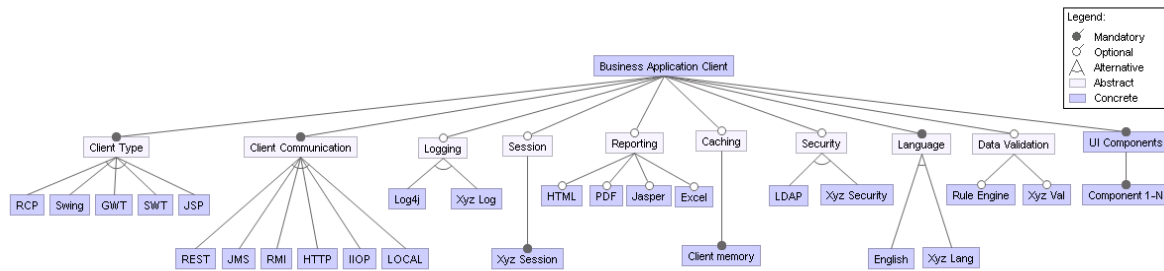 Legend:
Mandatory
Optional
Alternative
Abstract
Concrete
Business Application Client
Client Type
Client Communication
Logging
Session
Reporting
Caching
Security
Language
Data Validation
UI Components
RCP
Swing
GWT
SWT
JSP
Log4j
Xyz Log
HTML
PDF
Jasper
Excel
LDAP
Xyz Security
Rule Engine
Xyz Val
Component 1-N
REST
JMS
RMI
HTTP
IIOP
LOCAL
Xyz Session
Client memory
English
Xyz Lang